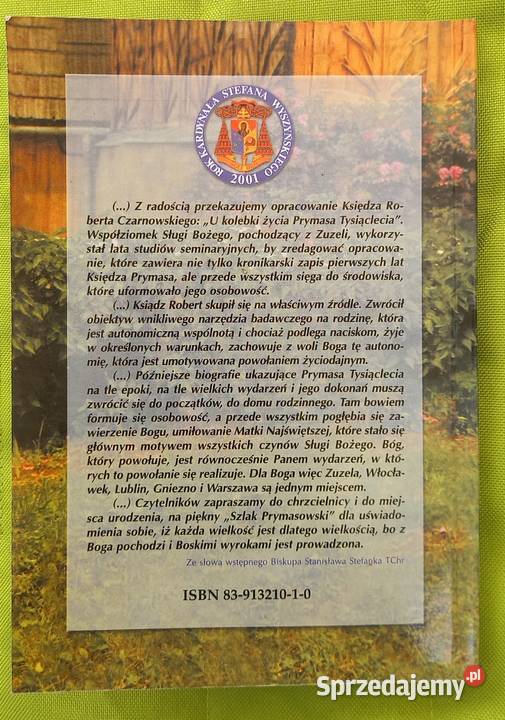 ROK KARDYNAŁA STEFANA WYSZYŃSKIEGO
2001
(...) Z radością przekazujemy opracowanie Księdza Ro-
berta Czarnowskiego: „U kolebki życia Prymasa Tysiąclecia".
Współziomek Sługi Bożego, pochodzący z Zuzeli, wykorzy-
stał lata studiów seminaryjnych, by zredagować opracowa-
nie, które zawiera nie tylko kronikarski zapis pierwszych lat
Księdza Prymasa, ale przede wszystkim sięga do środowiska,
które uformowało jego osobowość.
(...) Ksiądz Robert skupił się na właściwym źródle. Zwrócił
obiektyw wnikliwego narzędzia badawczego na rodzinę, która
jest autonomiczną wspólnotą i chociaż podlega naciskom, żyje
w określonych warunkach, zachowuje z woli Boga tę autono-
mię, która jest umotywowana powołaniem życiodajnym.
(...) Późniejsze biografie ukazujące Prymasa Tysiąclecia
na tle epoki, na tle wielkich wydarzeń i jego dokonań muszą
zwrócić się do początków, do domu rodzinnego. Tam bowiem
formuje się osobowość, a przede wszystkim pogłębia się za-
wierzenie Bogu, umiłowanie Matki Najświętszej, które stało się
głównym motywem wszystkich czynów Sługi Bożego. Bóg,
który powołuje, jest równocześnie Panem wydarzeń, w któ-
rych to powołanie się realizuje. Dla Boga więc Zuzela, Włocła-
wek, Lublin, Gniezno i Warszawa są jednym miejscem.
(...) Czytelników zapraszamy do chrzcielnicy i do miej-
sca urodzenia, na piękny „Szlak Prymasowski" dla uświado-
mienia sobie, iż każda wielkość jest dlatego wielkością, bo z
Boga pochodzi i Boskimi wyrokami jest prowadzona.
Ze słowa wstępnego Biskupa Stanisława Stefanka TChr
ISBN 83-913210-1-0
Sprzedajemy.pl